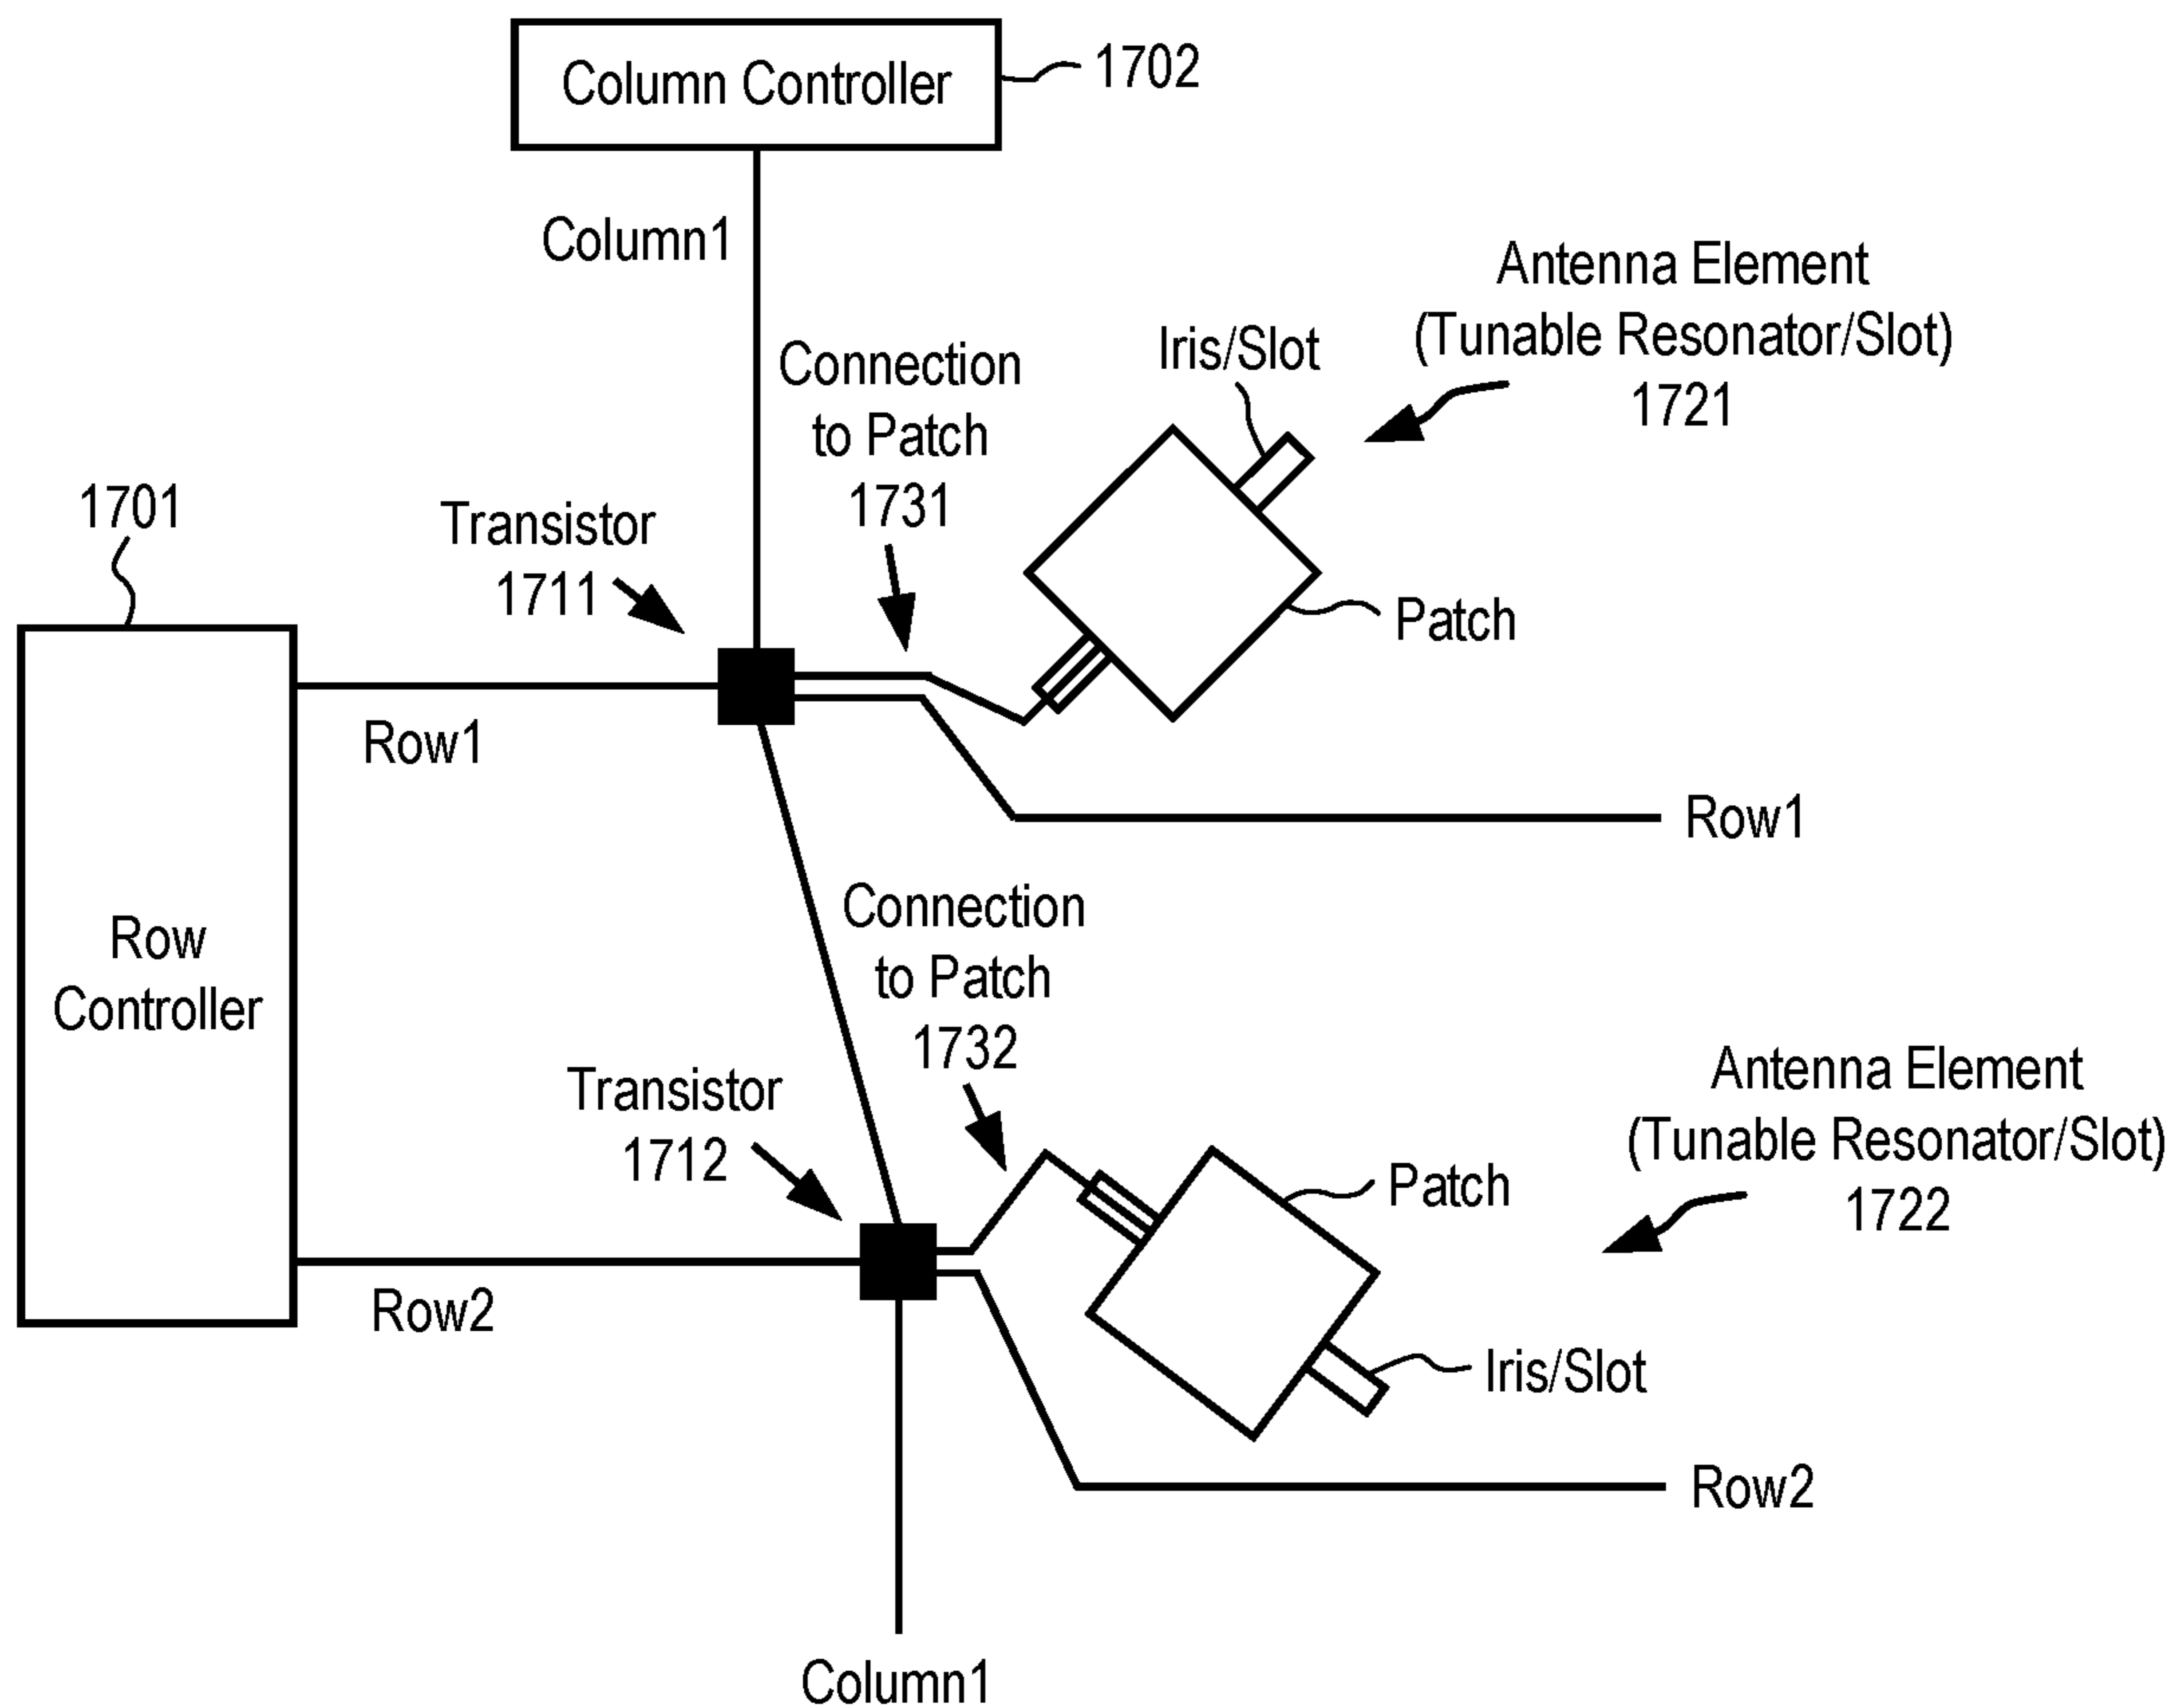 Column Controller
1702
Column1
Antenna Element
(Tunable Resonator/Slot)
1721
Iris/Slot
Connection
to Patch
1731
1701
Transistor
1711
Patch
Row1
Row1
Row
Controller
Connection
to Patch
1732
Transistor
1712
Antenna Element
(Tunable Resonator/Slot)
1722
Patch
Row2
Iris/Slot
Row2
Column1